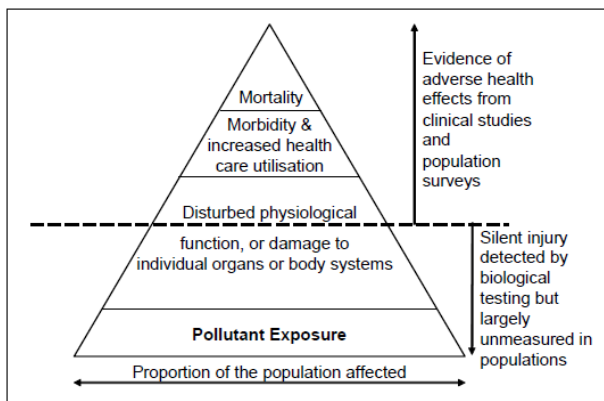 Mortality
Morbidity &
increased health
care utilisation
Disturbed physiological
function, or damage to
individual organs or body systems
Pollutant Exposure
Proportion of the population affected
Evidence of
adverse health
effects from
clinical studies
and
population
surveys
Silent injury
detected by
biological
testing but
largely
unmeasured in
populations